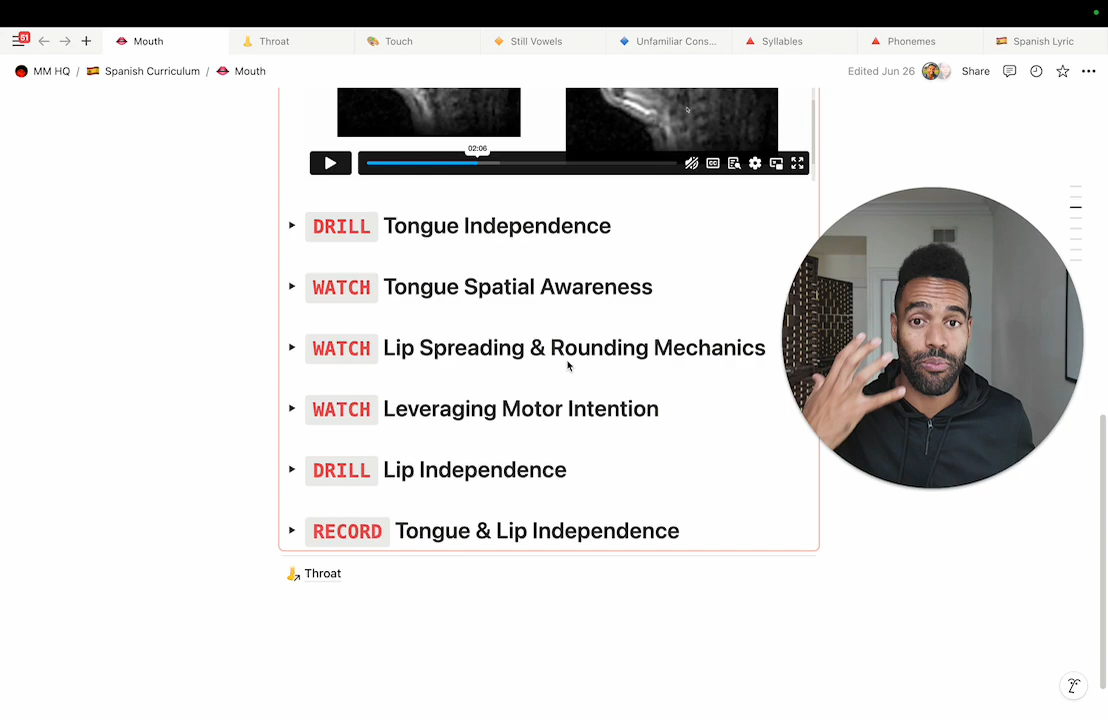 51
Mouth
Throat
Touch
Still Vowels
Unfamiliar Cons...
Syllables
Phonemes
Spanish Lyric
MM HQ / Spanish Curriculum / Mouth
Edited Jun 26
Share
02:06
CC
DRILL Tongue Independence
WATCH Tongue Spatial Awareness
WATCH Lip Spreading & Rounding Mechanics
WATCH Leveraging Motor Intention
DRILL Lip Independence
RECORD Tongue & Lip Independence
Throat